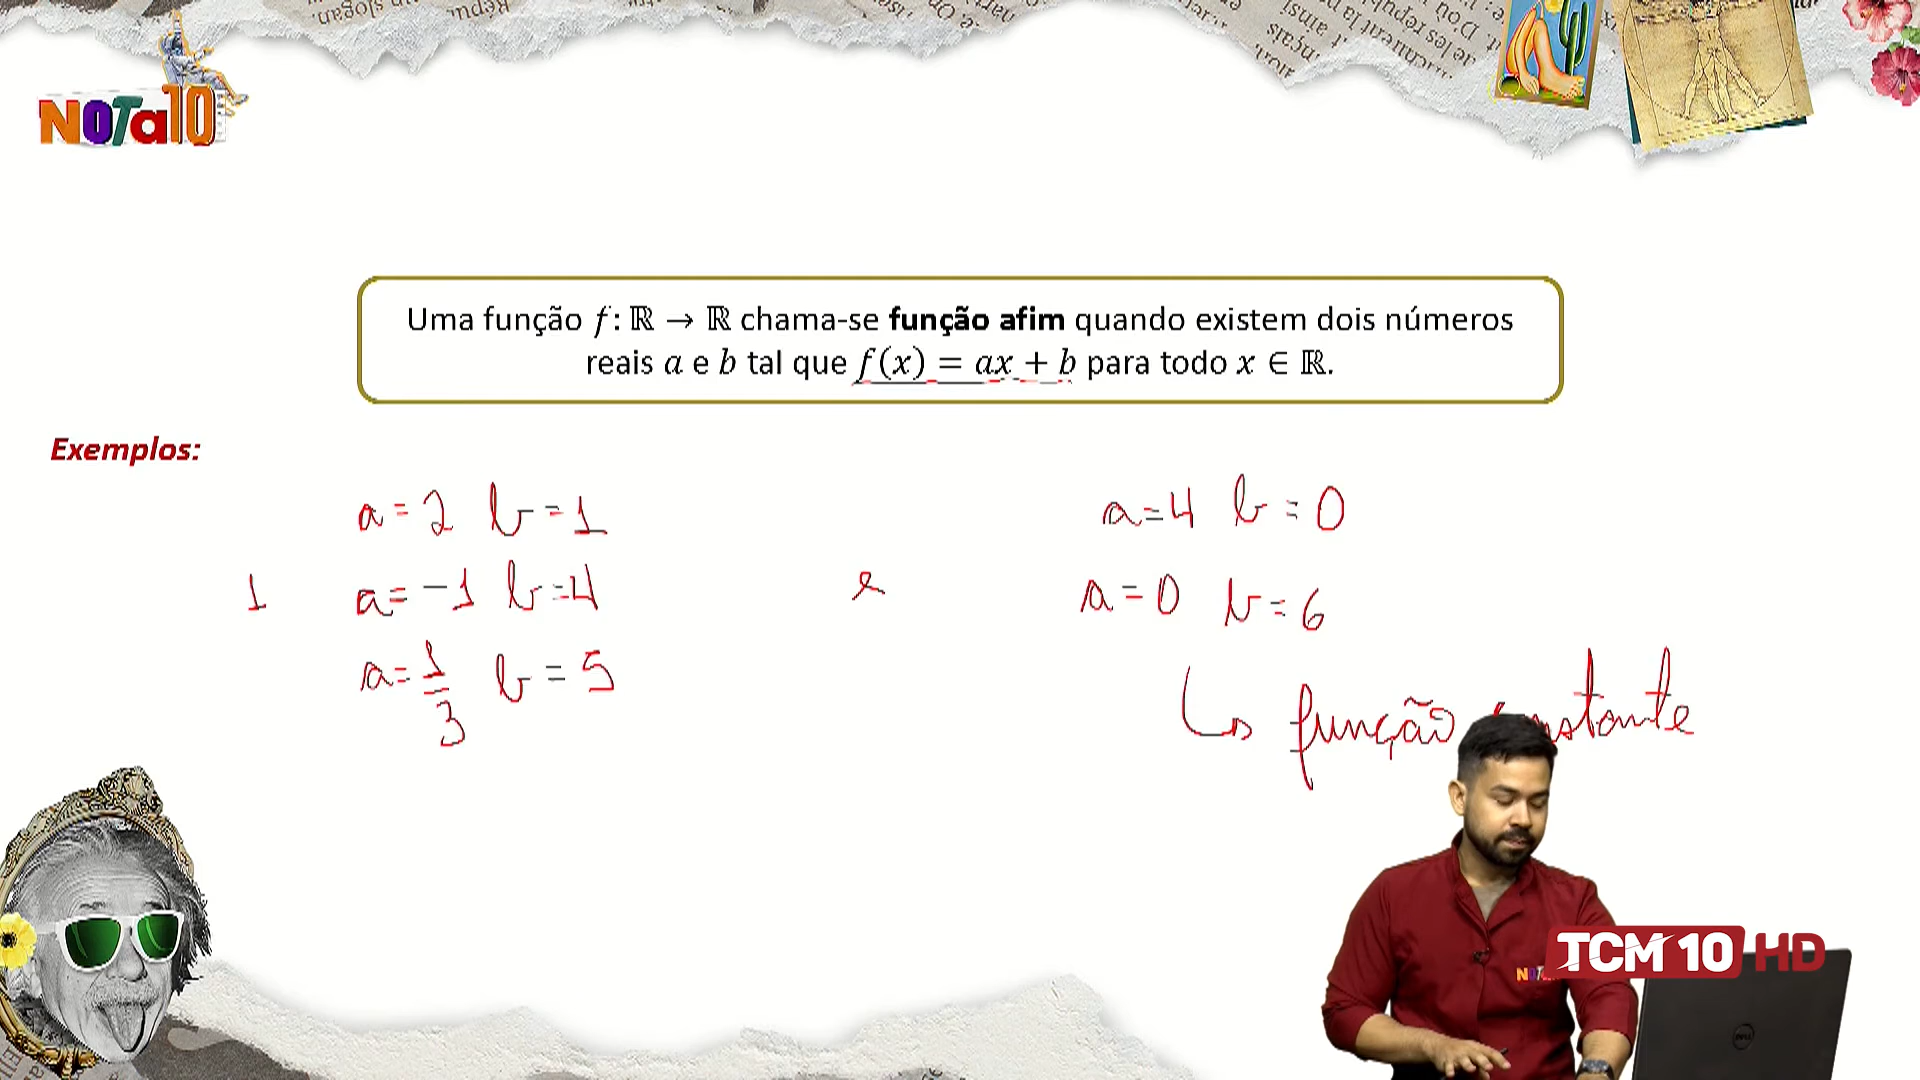 NOTa10
Uma função f: ℝ → ℝ chama-se função afim quando existem dois números
reais a e b tal que f(x) = ax + b para todo x ∈ ℝ.
Exemplos:
a = 2 b = 1
a = 4 b = 0
1
a = -1 b = 4
e
a = 0 b = 6
a = 1/3 b = 5
↳ função constante
TCM 10 HD
DELL